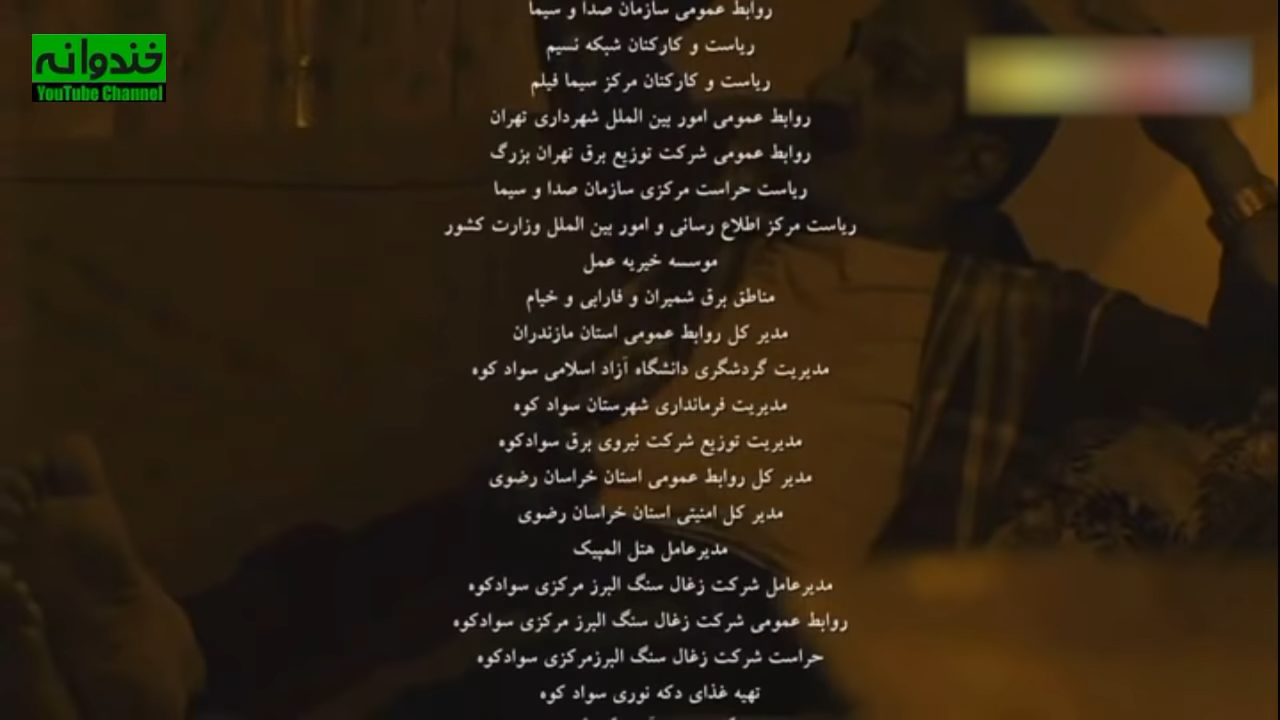 خندوانه
YouTube Channel
روابط عمومی سازمان صدا و سیما
ریاست و کارکنان شبکه نسیم
ریاست و کارکنان مرکز سیما فیلم
روابط عمومی امور بین الملل شهرداری تهران
روابط عمومی شرکت توزیع برق تهران بزرگ
ریاست حراست مرکزی سازمان صدا و سیما
ریاست مرکز اطلاع رسانی و امور بین الملل وزارت کشور
موسسه خیریه عمل
مناطق برق شمیران و فارابی و خیام
مدیر کل روابط عمومی استان مازندران
مدیریت گردشگری دانشگاه آزاد اسلامی سواد کوه
مدیریت فرمانداری شهرستان سواد کوه
مدیریت توزیع شرکت نیروی برق سوادکوه
مدیر کل روابط عمومی استان خراسان رضوی
مدیر کل امنیتی استان خراسان رضوی
مدیرعامل هتل المپیک
مدیرعامل شرکت زغال سنگ البرز مرکزی سوادکوه
روابط عمومی شرکت زغال سنگ البرز مرکزی سوادکوه
حراست شرکت زغال سنگ البرزمرکزی سوادکوه
تهیه غذای دکه نوری سواد کوه